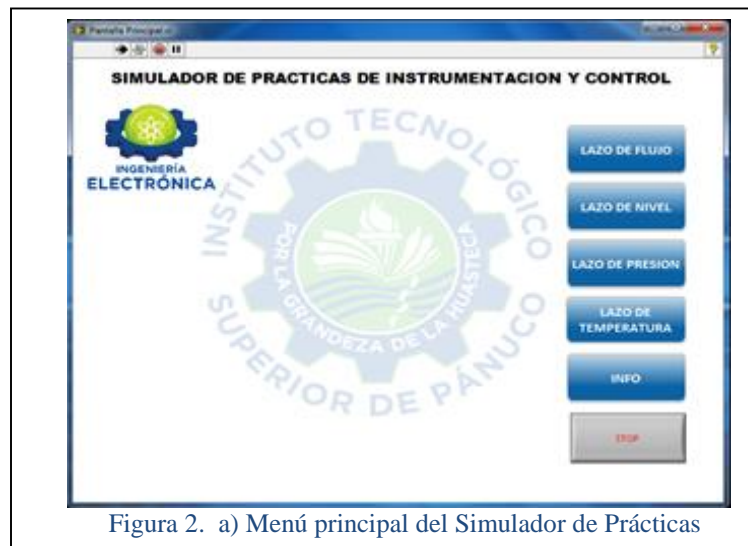 Pantalla Principal.vi
SIMULADOR DE PRACTICAS DE INSTRUMENTACION Y CONTROL
INGENIERÍA
ELECTRÓNICA
INSTITUTO TECNOLÓGICO
SUPERIOR DE PÁNUCO
POR LA GRANDEZA DE LA HUASTECA
LAZO DE FLUJO
LAZO DE NIVEL
LAZO DE PRESION
LAZO DE
TEMPERATURA
INFO
STOP
Figura 2. a) Menú principal del Simulador de Prácticas